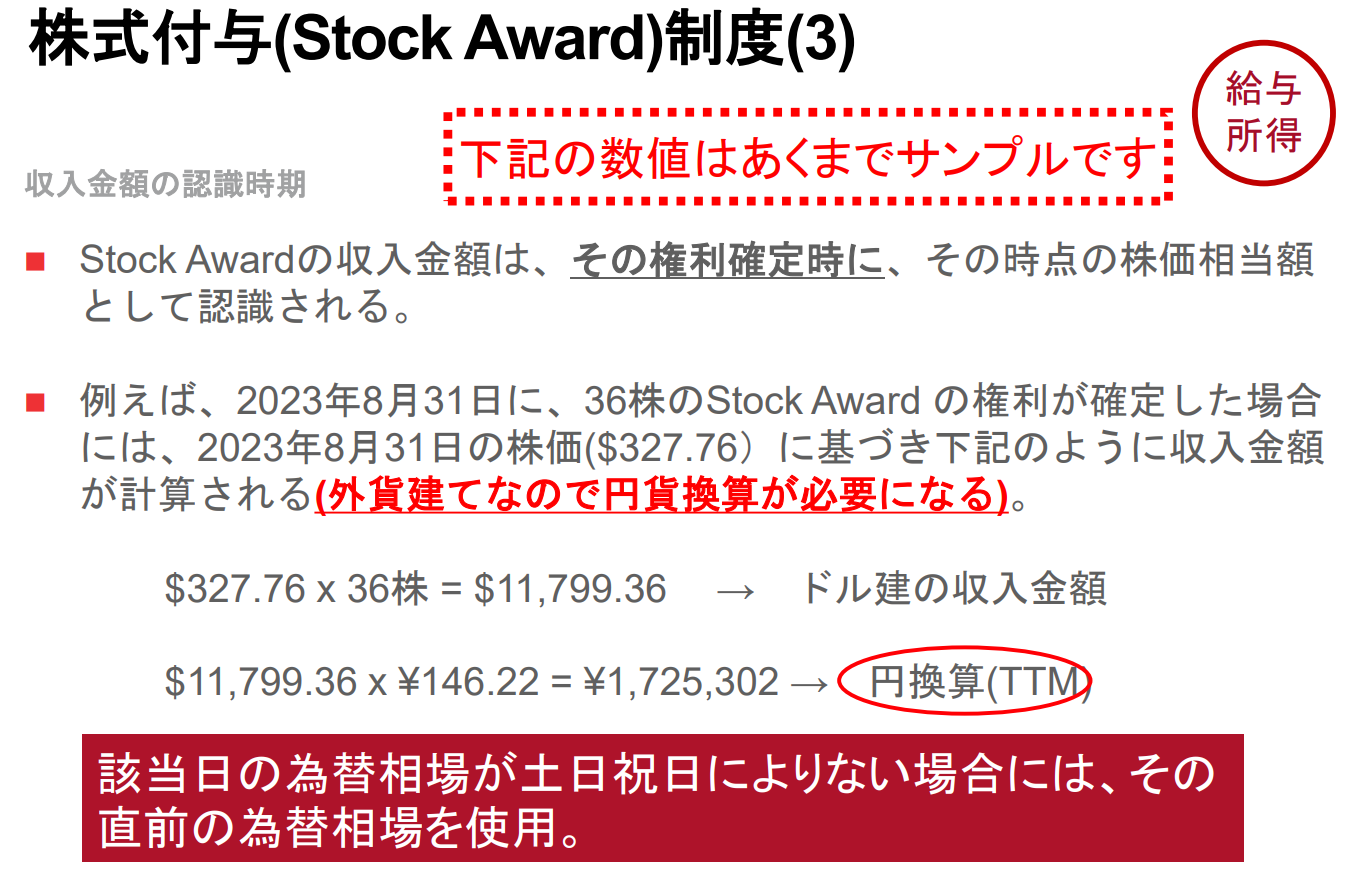 株式付与(Stock Award)制度(3)
給与
所得
下記の数値はあくまでサンプルです
収入金額の認識時期
■ Stock Awardの収入金額は、その権利確定時に、その時点の株価相当額
として認識される。
■ 例えば、2023年8月31日に、36株のStock Award の権利が確定した場合
には、2023年8月31日の株価($327.76）に基づき下記のように収入金額
が計算される(外貨建てなので円貨換算が必要になる)。
$327.76 x 36株 = $11,799.36 → ドル建の収入金額
$11,799.36 x ¥146.22 = ¥1,725,302 → 円換算(TTM)
該当日の為替相場が土日祝日によりない場合には、その
直前の為替相場を使用。